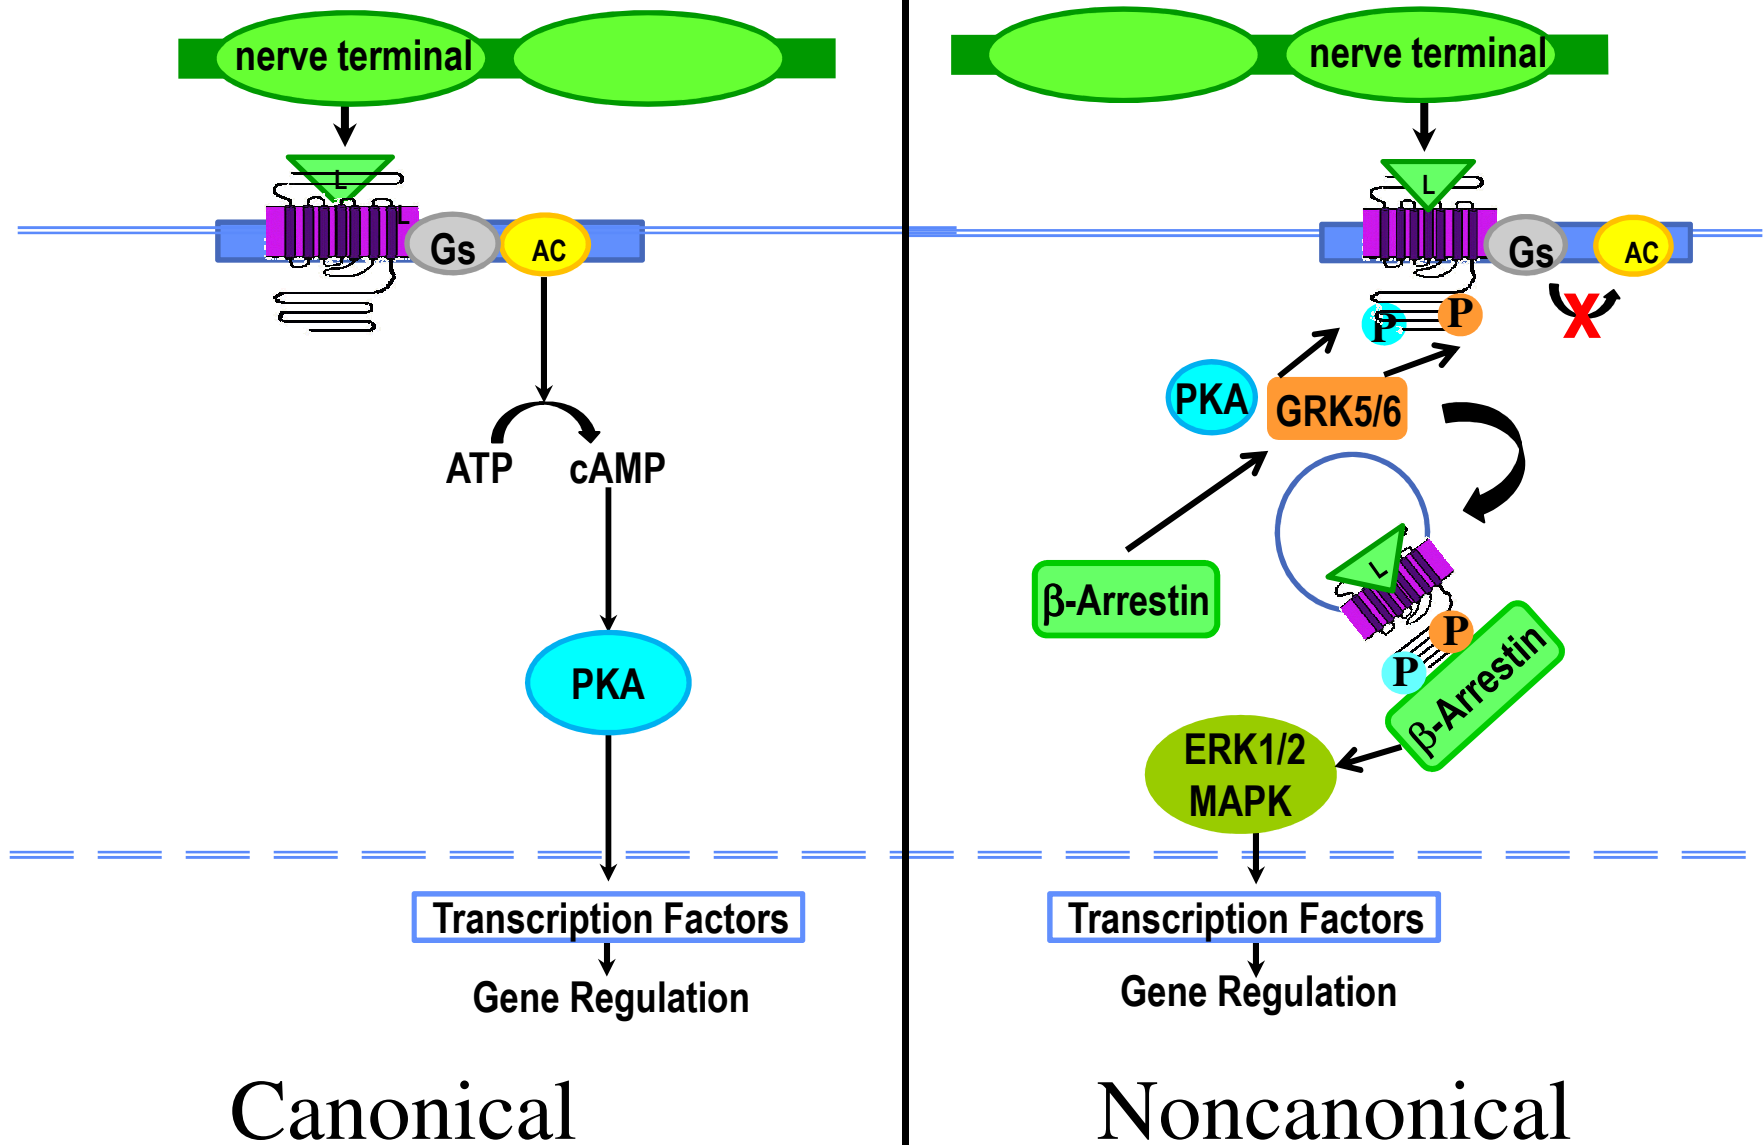 nerve terminal
L
L
Gs
AC
ATP
cAMP
PKA
Transcription Factors
Gene Regulation
Canonical
nerve terminal
L
Gs
AC
P
P
X
PKA
GRK5/6
β-Arrestin
L
P
P
β-Arrestin
ERK1/2
MAPK
Transcription Factors
Gene Regulation
Noncanonical